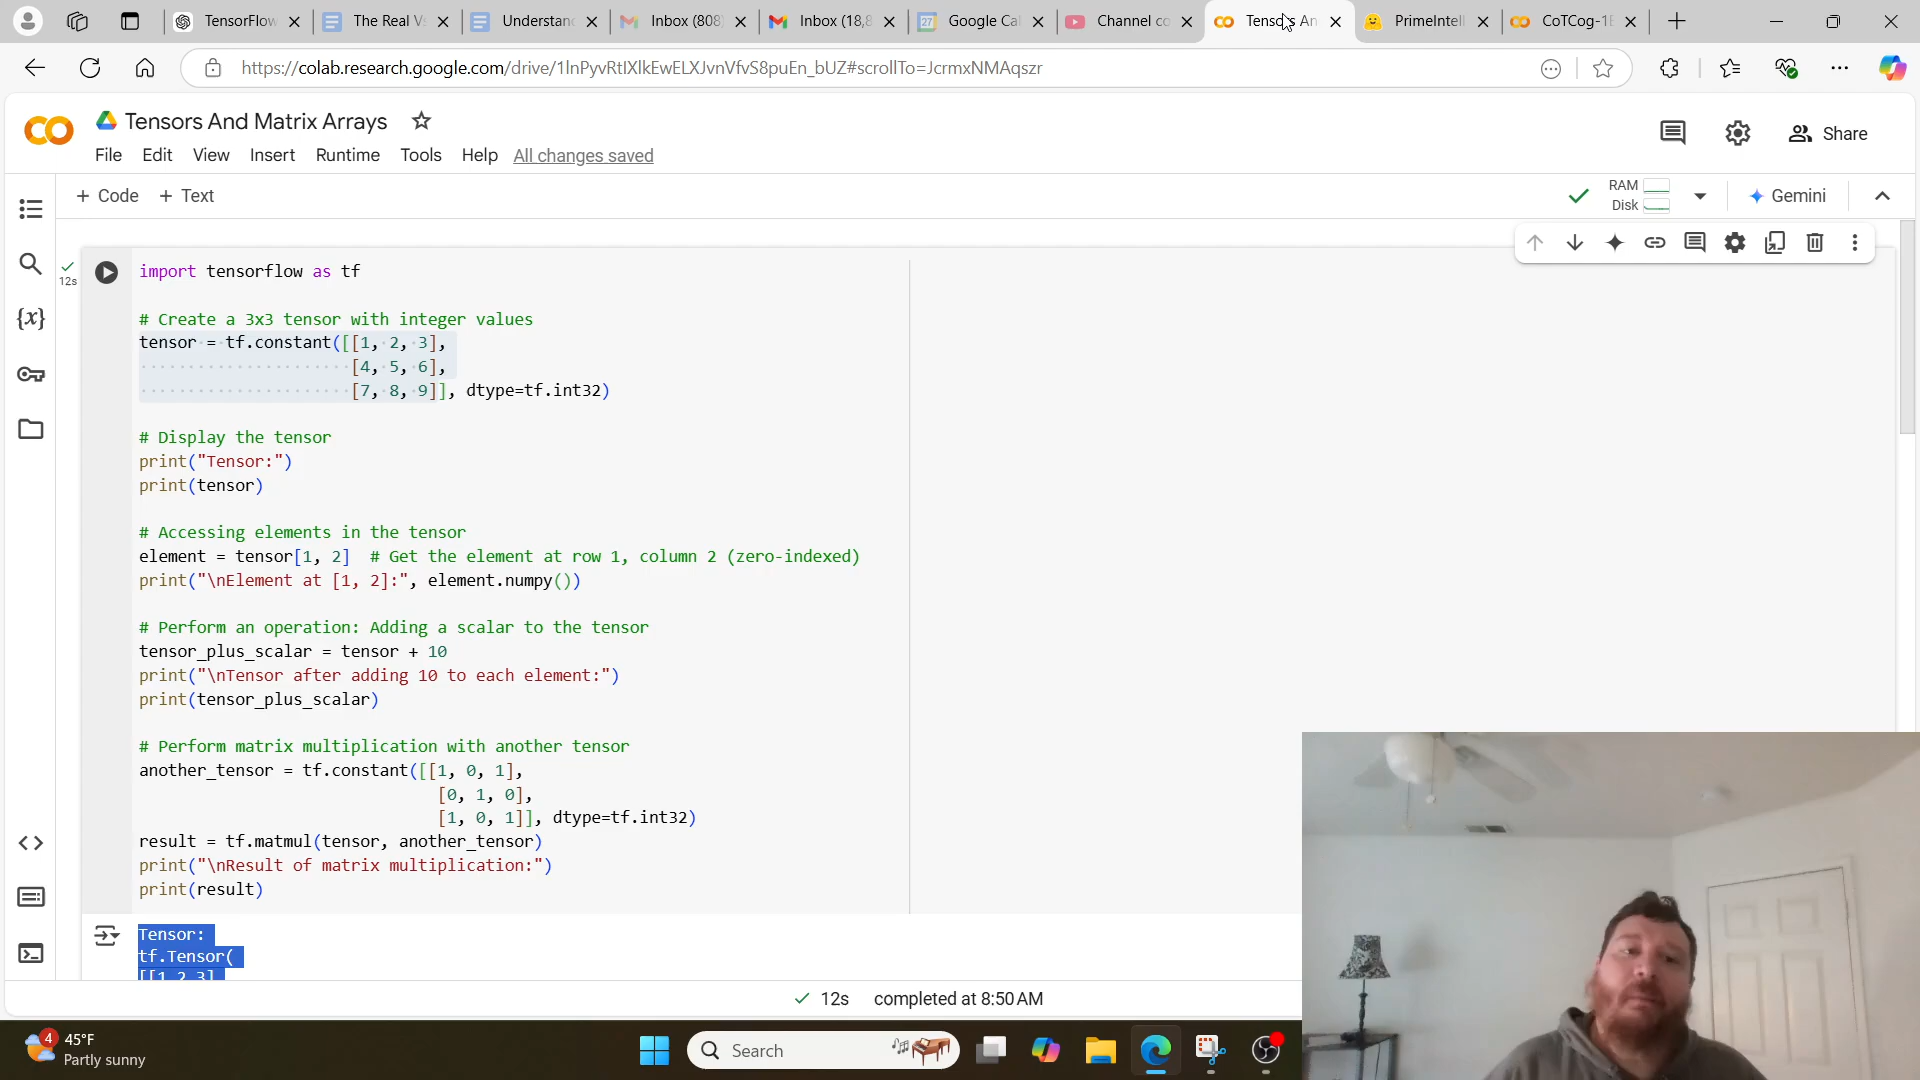 TensorFlow
The Real Vs
Understand
Inbox (808)
Inbox (18,8
Google Cal
Channel co
Tensors An
PrimeIntell
CoTCog-1B
https://colab.research.google.com/drive/1lnPyvRtIXlkEwELXJvnVfvS8puEn_bUZ#scrollTo=JcrmxNMAqszr
Tensors And Matrix Arrays
Share
File Edit View Insert Runtime Tools Help All changes saved
+ Code + Text
RAM
Disk
Gemini
12s
import tensorflow as tf
# Create a 3x3 tensor with integer values
tensor = tf.constant([[1, 2, 3],
[4, 5, 6],
[7, 8, 9]], dtype=tf.int32)
# Display the tensor
print("Tensor:")
print(tensor)
# Accessing elements in the tensor
element = tensor[1, 2] # Get the element at row 1, column 2 (zero-indexed)
print("\nElement at [1, 2]:", element.numpy())
# Perform an operation: Adding a scalar to the tensor
tensor_plus_scalar = tensor + 10
print("\nTensor after adding 10 to each element:")
print(tensor_plus_scalar)
# Perform matrix multiplication with another tensor
another_tensor = tf.constant([[1, 0, 1],
[0, 1, 0],
[1, 0, 1]], dtype=tf.int32)
result = tf.matmul(tensor, another_tensor)
print("\nResult of matrix multiplication:")
print(result)
Tensor:
tf.Tensor(
[[1 2 3]
12s completed at 8:50 AM
4
45°F
Partly sunny
Search